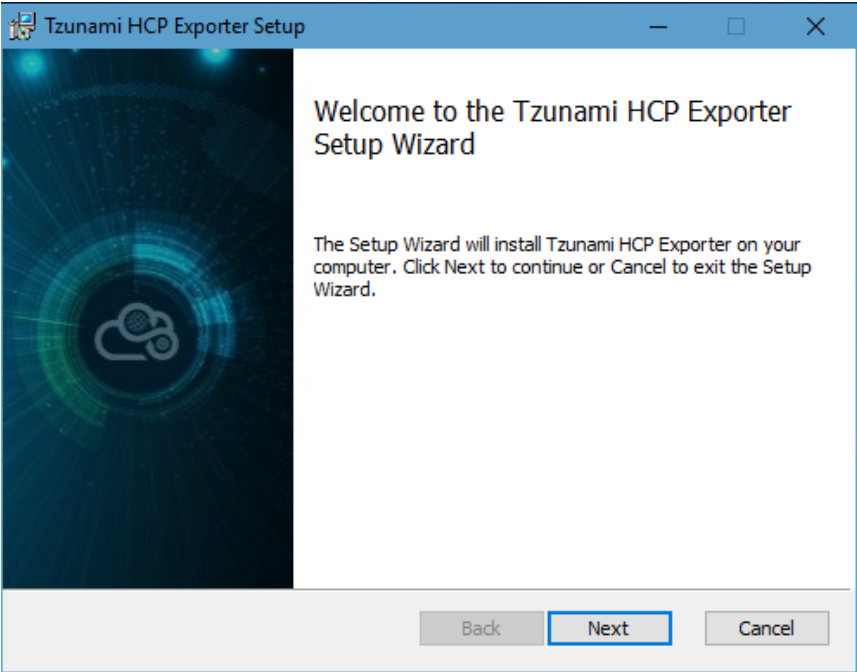 Tzunami HCP Exporter Setup
Welcome to the Tzunami HCP Exporter
Setup Wizard
The Setup Wizard will install Tzunami HCP Exporter on your
computer. Click Next to continue or Cancel to exit the Setup
Wizard.
Back Next Cancel